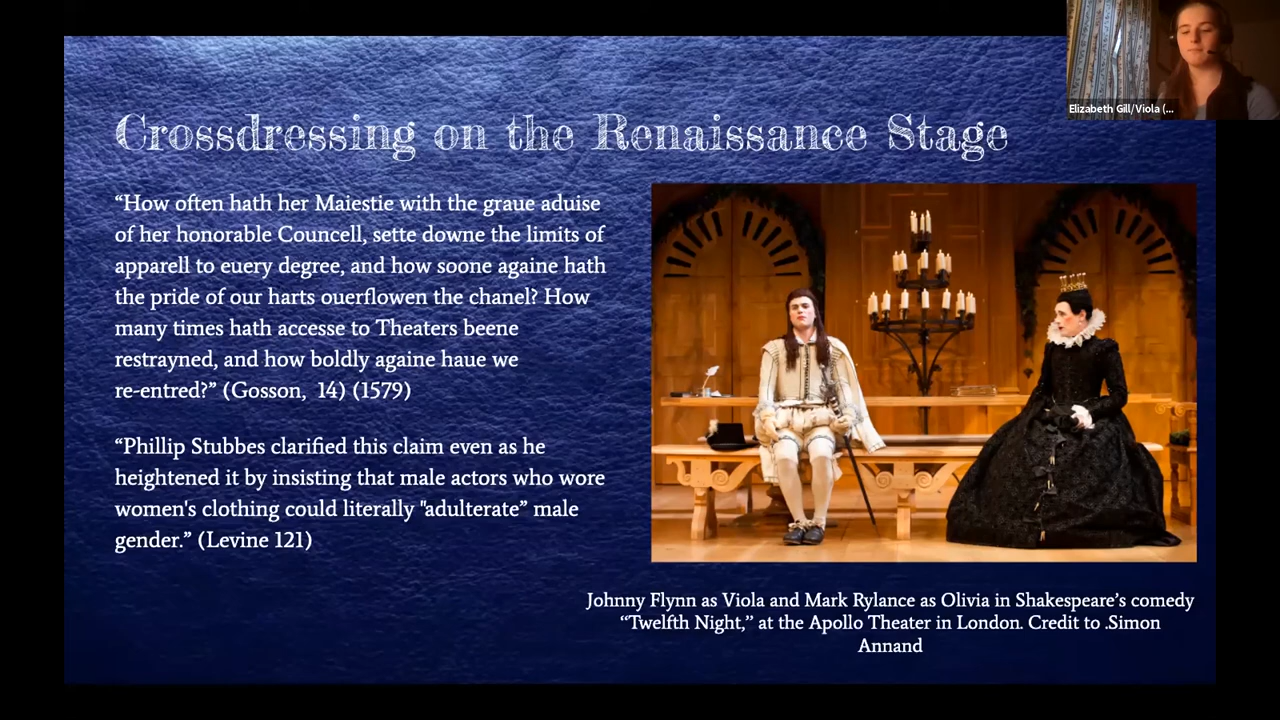 Elizabeth Gill/Viola (...
Crossdressing on the Renaissance Stage
“How often hath her Maiestie with the graue aduise
of her honorable Councell, sette downe the limits of
apparell to euery degree, and how soone againe hath
the pride of our harts ouerflowen the chanel? How
many times hath accesse to Theaters beene
restrayned, and how boldly againe haue we
re-entred?” (Gosson,  14) (1579)
“Phillip Stubbes clarified this claim even as he
heightened it by insisting that male actors who wore
women's clothing could literally "adulterate” male
gender.” (Levine 121)
Johnny Flynn as Viola and Mark Rylance as Olivia in Shakespeare’s comedy
“Twelfth Night,” at the Apollo Theater in London. Credit to .Simon
Annand